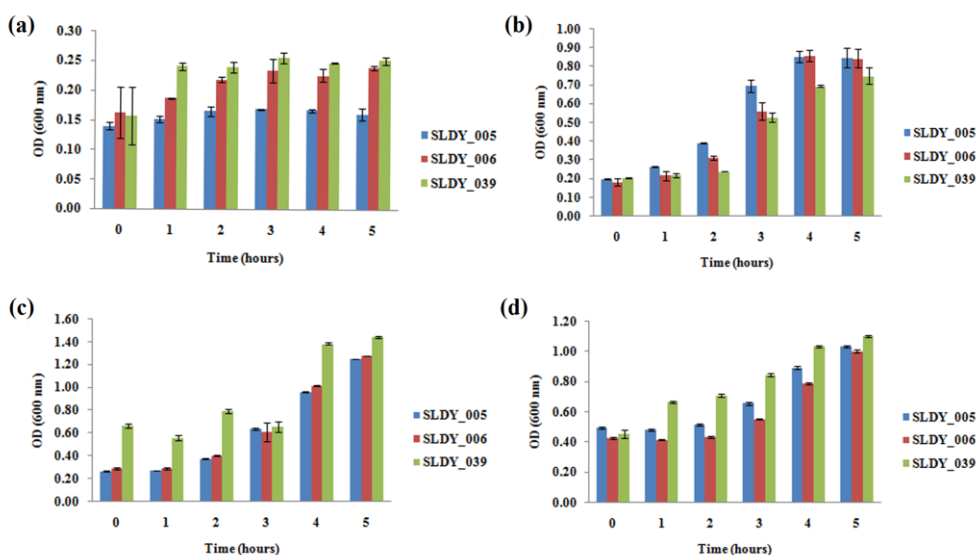 (a)
OD (600 nm)
0.30
0.25
0.20
0.15
0.10
0.05
0.00
0 1 2 3 4 5
Time (hours)
SLDY_005
SLDY_006
SLDY_039
(b)
OD (600 nm)
1.00
0.90
0.80
0.70
0.60
0.50
0.40
0.30
0.20
0.10
0.00
0 1 2 3 4 5
Time (hours)
SLDY_005
SLDY_006
SLDY_039
(c)
OD (600 nm)
1.60
1.40
1.20
1.00
0.80
0.60
0.40
0.20
0.00
0 1 2 3 4 5
Time (hours)
SLDY_005
SLDY_006
SLDY_039
(d)
OD (600 nm)
1.20
1.00
0.80
0.60
0.40
0.20
0.00
0 1 2 3 4 5
Time (hours)
SLDY_005
SLDY_006
SLDY_039